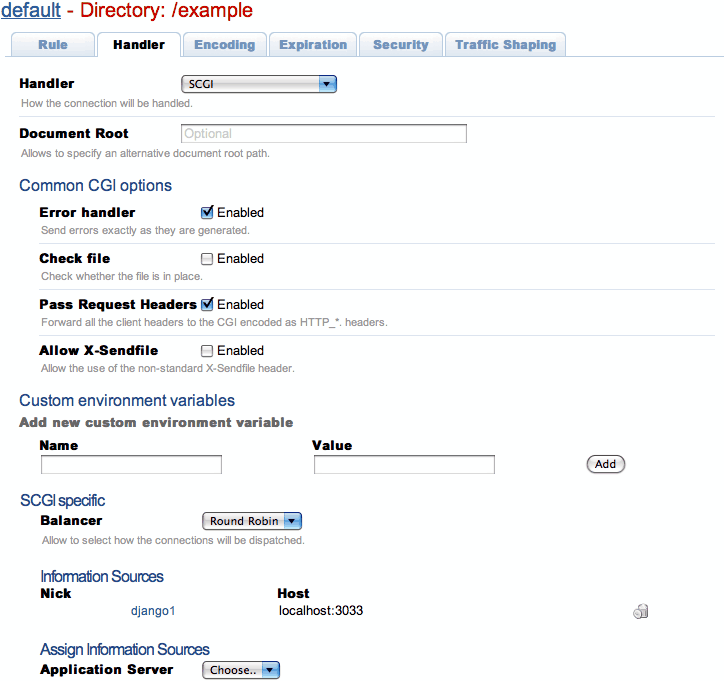 default - Directory: /example
Rule Handler Encoding Expiration Security Traffic Shaping
Handler SCGI
How the connection will be handled.
Document Root Optional
Allows to specify an alternative document root path.
Common CGI options
Error handler Enabled
Send errors exactly as they are generated.
Check file Enabled
Check whether the file is in place.
Pass Request Headers Enabled
Forward all the client headers to the CGI encoded as HTTP_*. headers.
Allow X-Sendfile Enabled
Allow the use of the non-standard X-Sendfile header.
Custom environment variables
Add new custom environment variable
Name Value
Add
SCGI specific
Balancer Round Robin
Allow to select how the connections will be dispatched.
Information Sources
Nick Host
django1 localhost:3033
Assign Information Sources
Application Server Choose..